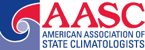 AASC
AMERICAN ASSOCIATION OF
STATE CLIMATOLOGISTS